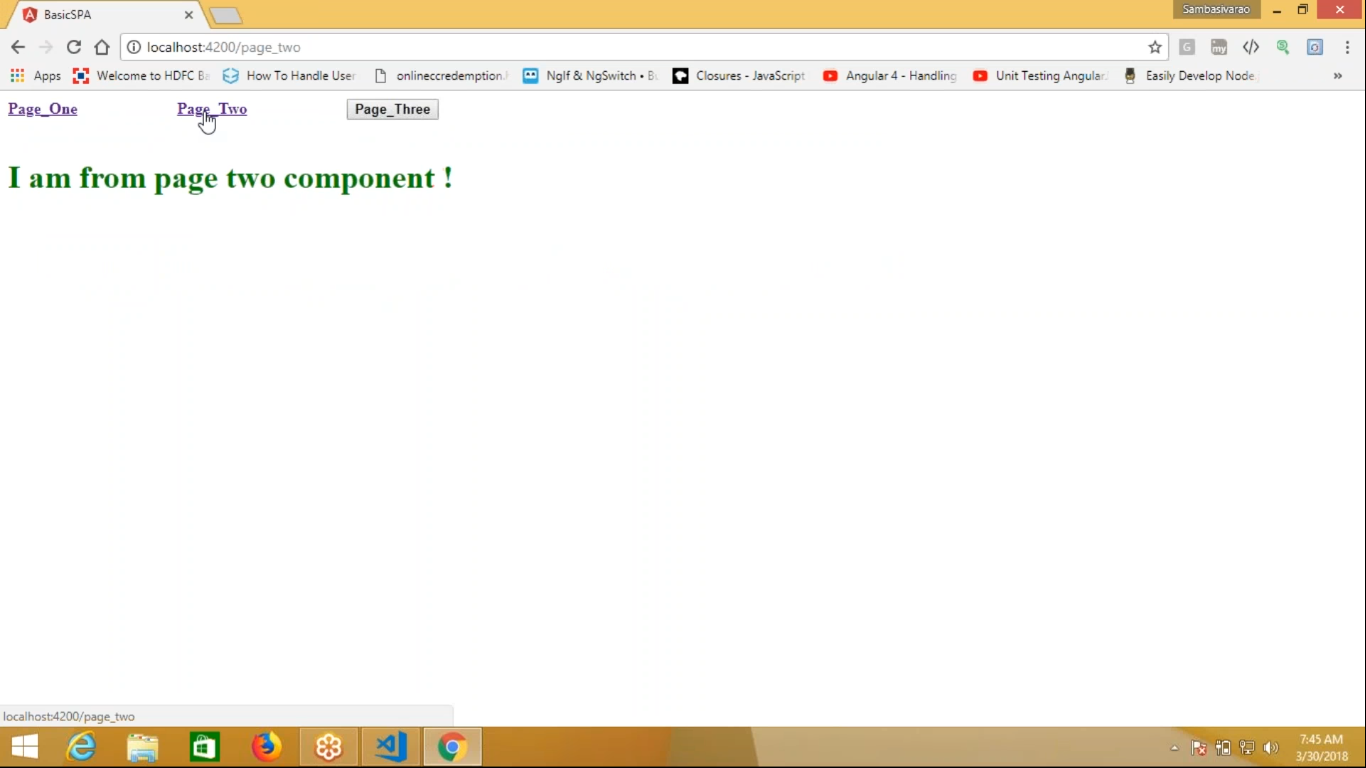 BasicSPA
Sambasivarao
localhost:4200/page_two
Apps Welcome to HDFC Ba How To Handle User onlineccredemption. NgIf & NgSwitch • Bu Closures - JavaScript Angular 4 - Handling Unit Testing Angular Easily Develop Node. »
Page_One Page_Two Page_Three
I am from page two component !
localhost:4200/page_two
7:45 AM
3/30/2018